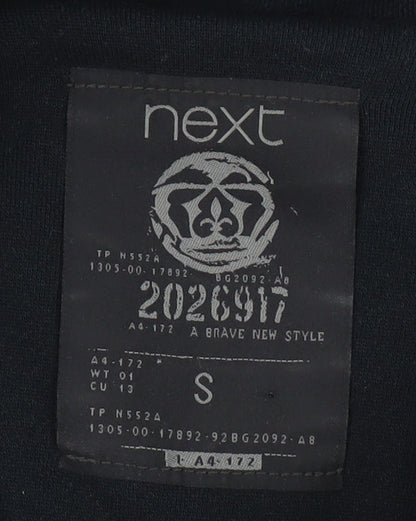 next
TP N552A
1305-00-17892
BG2092-A8
2026917
A4-172 A BRAVE NEW STYLE
A4-172
WT 01
CU 13
S
TP N552A
1305-00-17892-92BG2092-A8
1-A4-172